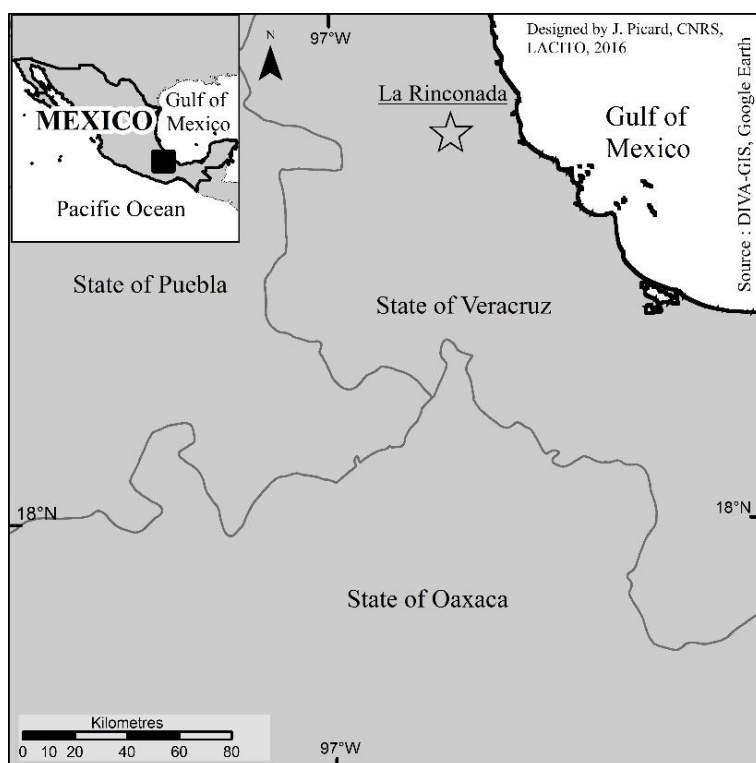 97°W
Designed by J. Picard, CNRS,
LACITO, 2016
N
La Rinconada
Gulf of
Mexico
MEXICO
Gulf of
Mexico
Pacific Ocean
Source : DIVA-GIS, Google Earth
State of Puebla
State of Veracruz
18°N
18°N
State of Oaxaca
Kilometres
0 10 20 40 60 80
97°W